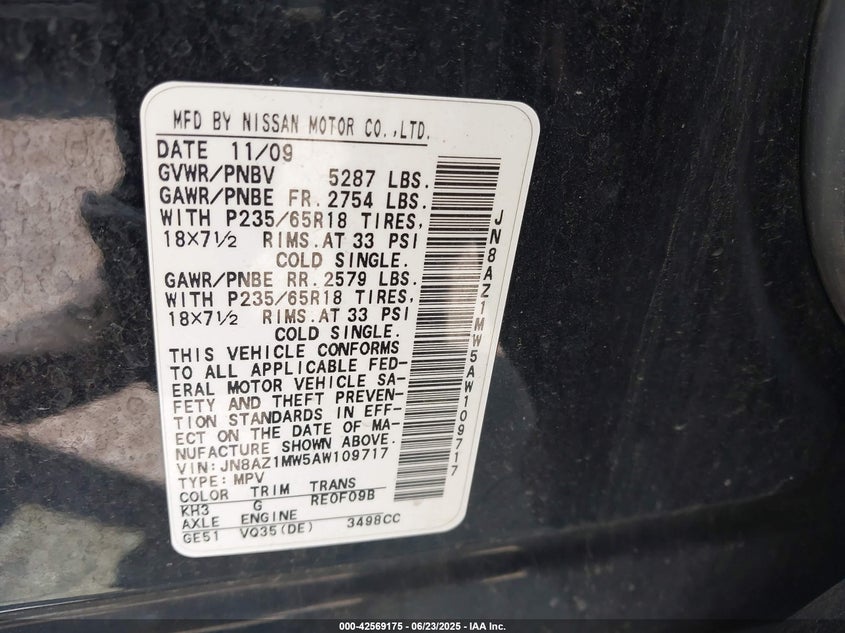 MFD BY NISSAN MOTOR CO.,LTD.
DATE 11/09
GVWR/PNBV 5287 LBS.
GAWR/PNBE FR. 2754 LBS.
WITH P235/65R18 TIRES,
18×7½ RIMS.AT 33 PSI
COLD SINGLE.
GAWR/PNBE RR. 2579 LBS.
WITH P235/65R18 TIRES,
18×7½ RIMS.AT 33 PSI
COLD SINGLE.
THIS VEHICLE CONFORMS
TO ALL APPLICABLE FED-
ERAL MOTOR VEHICLE SA-
FETY AND THEFT PREVEN-
TION STANDARDS IN EFF-
ECT ON THE DATE OF MA-
NUFACTURE SHOWN ABOVE.
VIN: JN8AZ1MW5AW109717
TYPE: MPV
COLOR TRIM TRANS
KH3 G RE0F09B
AXLE ENGINE
GE51 VQ35(DE) 3498CC
JN8AZ1MW5AW109717
000-42569175 | 06/23/2025 - IAA Inc.